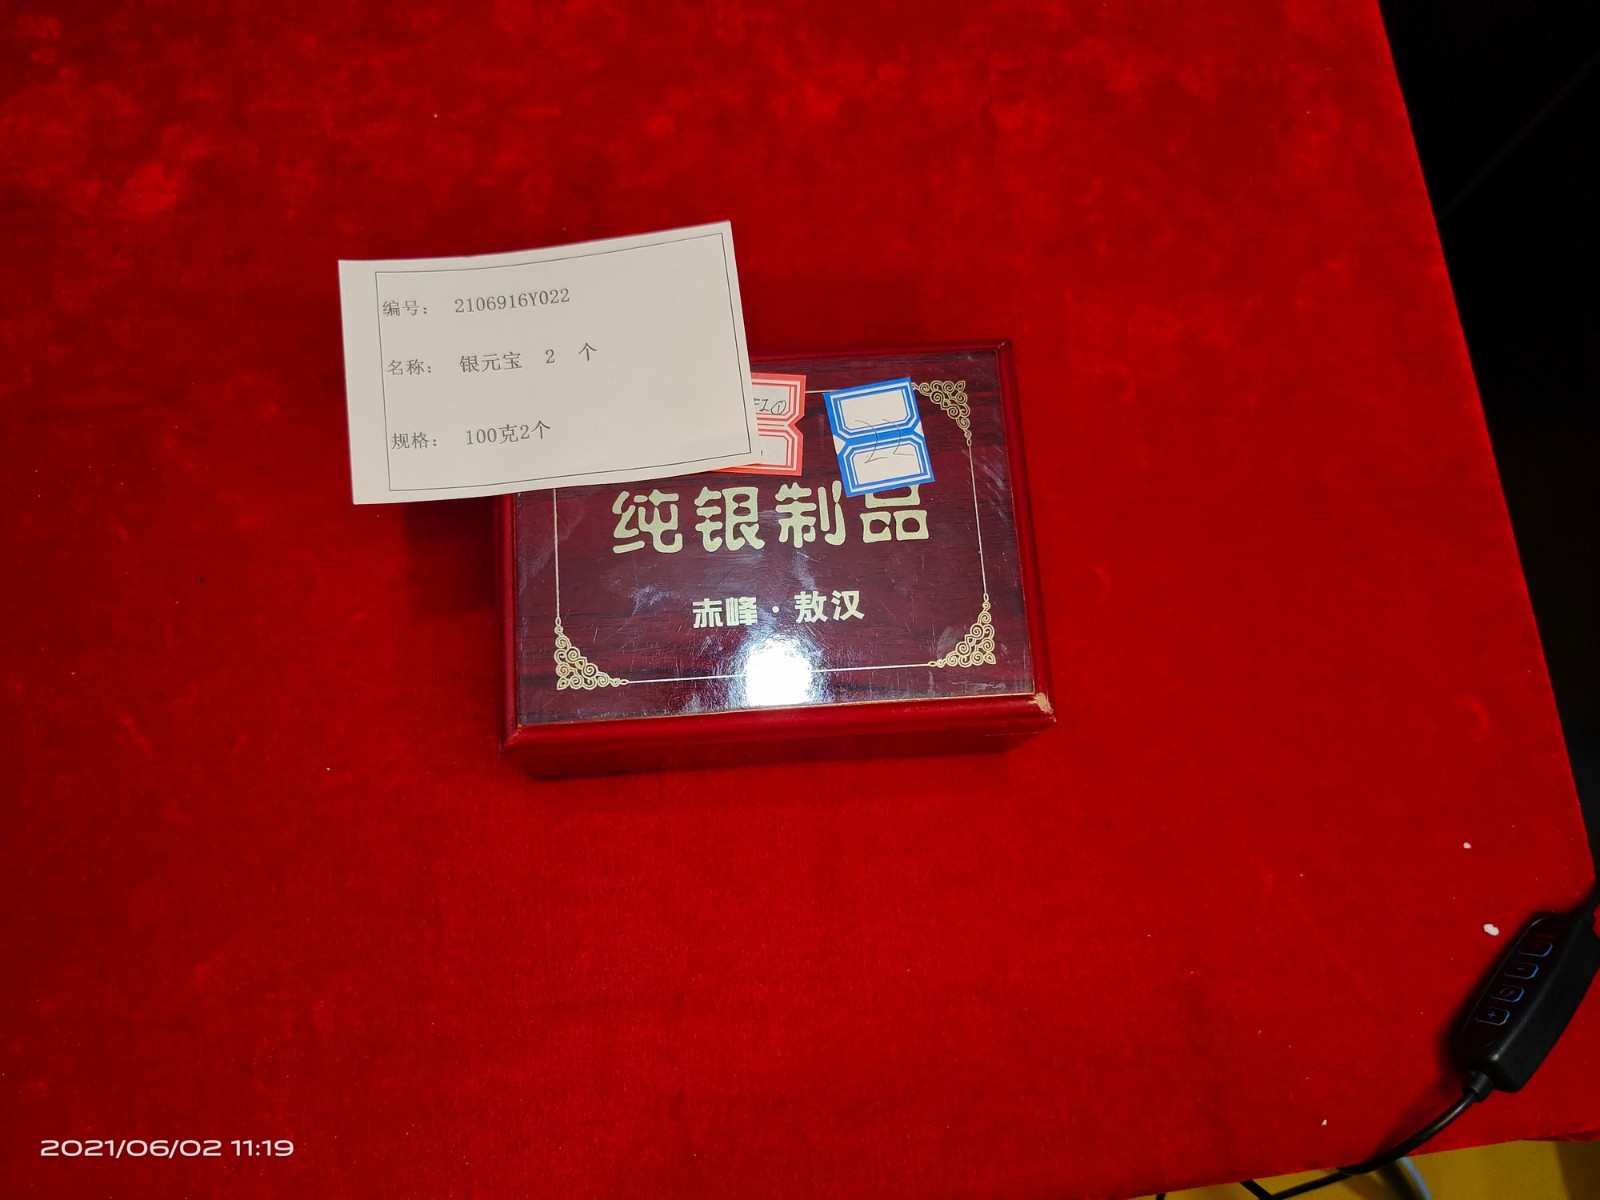 编号： 2106916Y022
名称： 银元宝 2 个
规格： 100克2个
22
纯银制品
赤峰·敖汉
2021/06/02 11:19